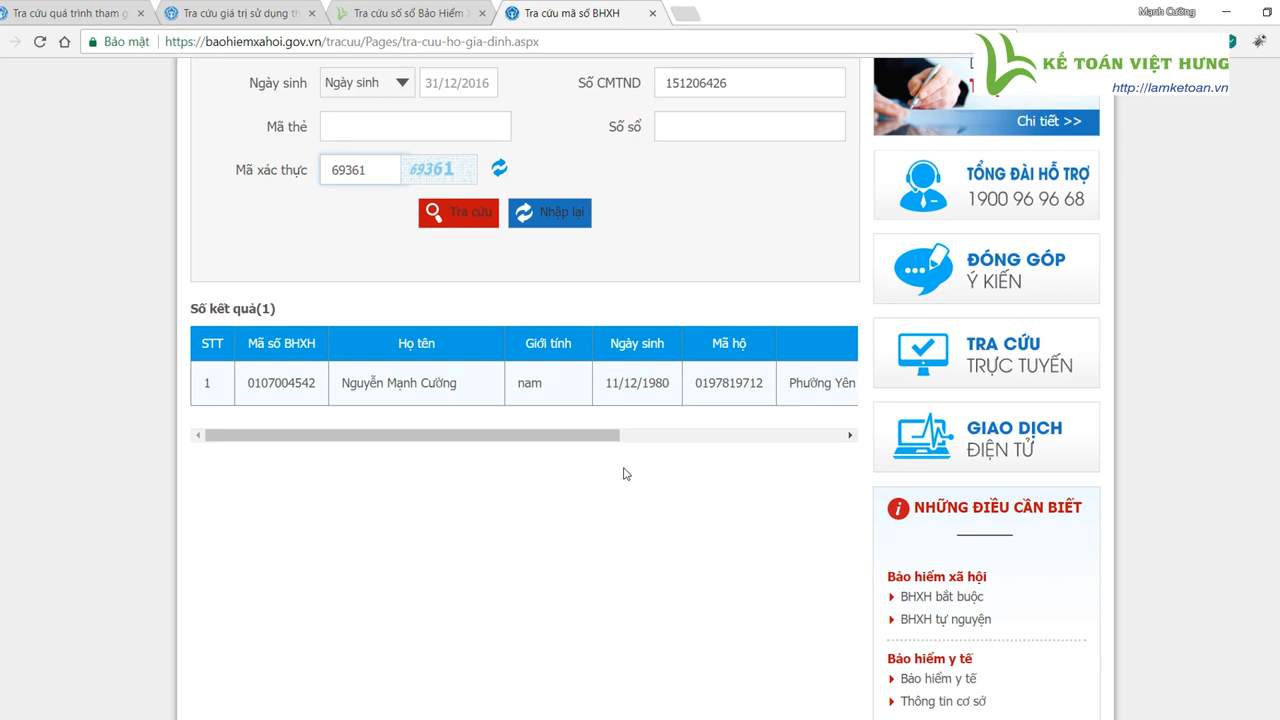 Tra cứu quá trình tham g
Tra cứu giá trị sử dụng th
Tra cứu số sổ Bảo Hiểm X
Tra cứu mã số BHXH
Mạnh Cường
Bảo mật
https://baohiemxahoi.gov.vn/tracuu/Pages/tra-cuu-ho-gia-dinh.aspx
KẾ TOÁN VIỆT HƯNG
http://lamketoan.vn
Ngày sinh Ngày sinh 31/12/2016 Số CMTND 151206426
Mã thẻ Số sổ
Mã xác thực 69361 69361
Tra cứu Nhập lại
Chi tiết >>
TỔNG ĐÀI HỖ TRỢ
1900 96 96 68
ĐÓNG GÓP
Ý KIẾN
Số kết quả(1)
STT Mã số BHXH Họ tên Giới tính Ngày sinh Mã hộ
1 0107004542 Nguyễn Mạnh Cường nam 11/12/1980 0197819712 Phường Yên
TRA CỨU
TRỰC TUYẾN
GIAO DỊCH
ĐIỆN TỬ
NHỮNG ĐIỀU CẦN BIẾT
Bảo hiểm xã hội
BHXH bắt buộc
BHXH tự nguyện
Bảo hiểm y tế
Bảo hiểm y tế
Thông tin cơ sở